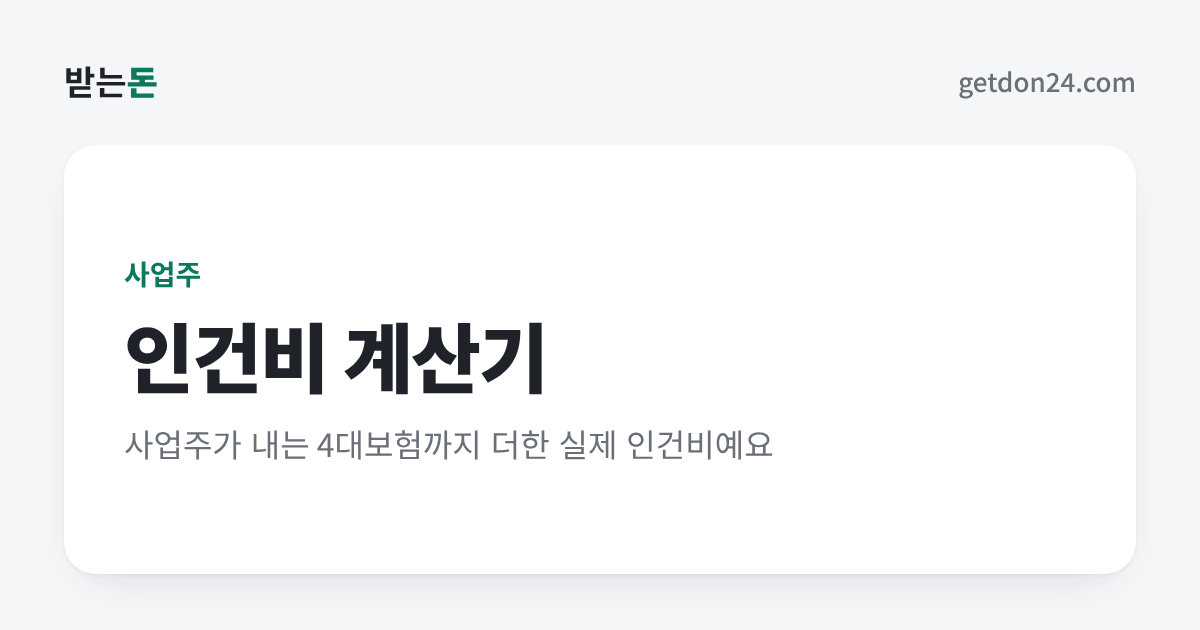 받는돈
getdon24.com
사업주
인건비 계산기
사업주가 내는 4대보험까지 더한 실제 인건비예요